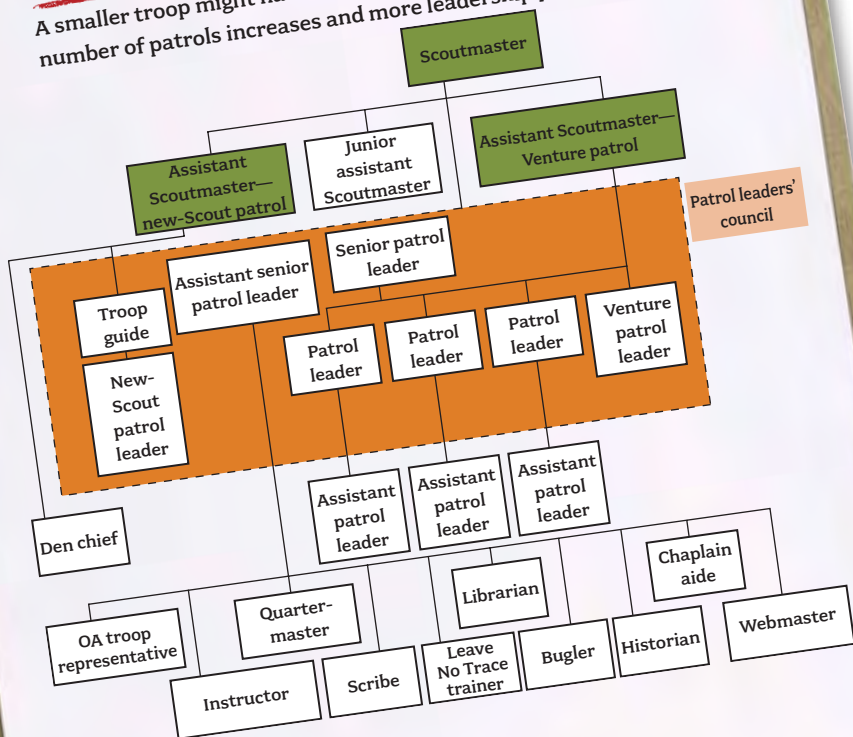 A smaller troop might
number of patrols increases and more leadership
Scoutmaster
Assistant
Scoutmaster—
new-Scout patrol
Junior
assistant
Scoutmaster
Assistant Scoutmaster—
Venture patrol
Patrol leaders’
council
Senior patrol
leader
Assistant senior
patrol leader
Troop
guide
New-
Scout
patrol
leader
Patrol
leader
Patrol
leader
Patrol
leader
Venture
patrol
leader
Assistant
patrol
leader
Assistant
patrol
leader
Assistant
patrol
leader
Den chief
OA troop
representative
Instructor
Quarter-
master
Scribe
Leave
No Trace
trainer
Librarian
Bugler
Historian
Chaplain
aide
Webmaster